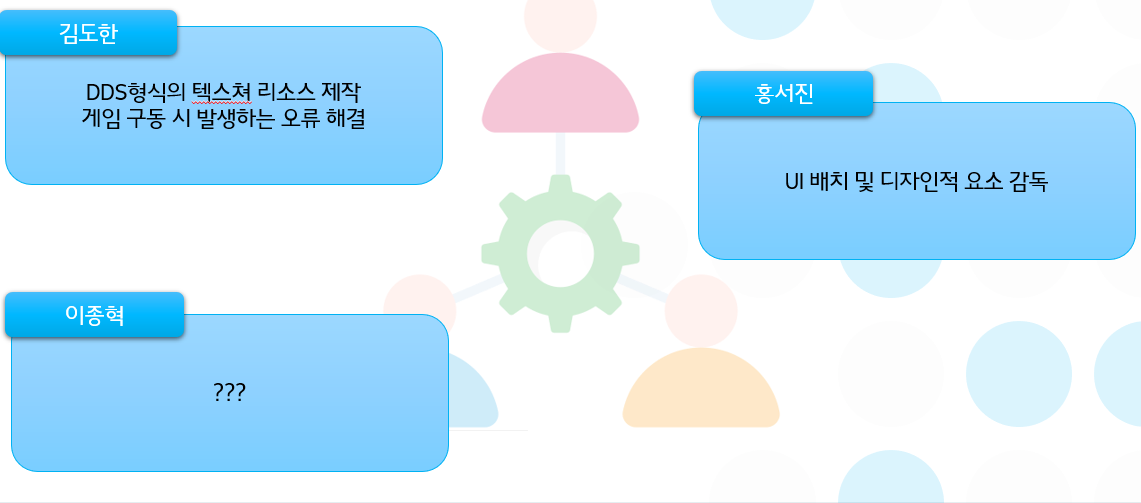 김도한
DDS형식의 텍스쳐 리소스 제작
게임 구동 시 발생하는 오류 해결
홍서진
UI 배치 및 디자인적 요소 감독
이종혁
???